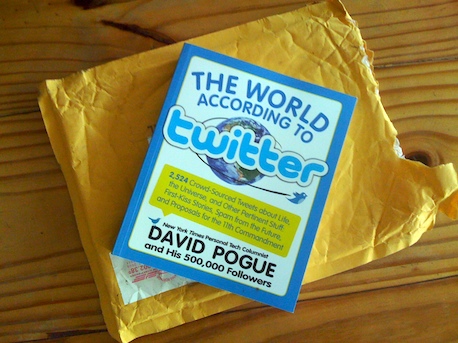 THE WORLD
ACCORDING TO
twitter
2,524 Crowd-Sourced Tweets about Life,
the Universe, and Other Pertinent Stuff:
First-Kiss Stories, Spam from the Future,
and Proposals for the 11th Commandment
New York Times Personal Tech Columnist
DAVID POGUE
and His 500,000 Followers